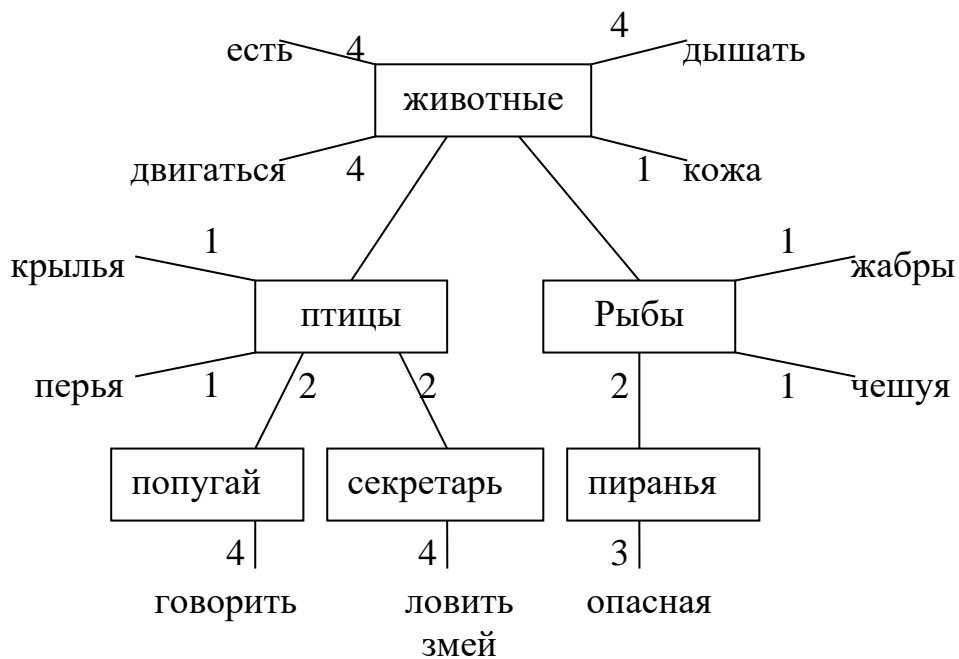 есть 4 4 дышать
животные
двигаться 4 1 кожа
крылья 1 1 жабры
птицы Рыбы
перья 1 2 2 2 1 чешуя
попугай секретарь пиранья
4 4 3
говорить ловить опасная
змей